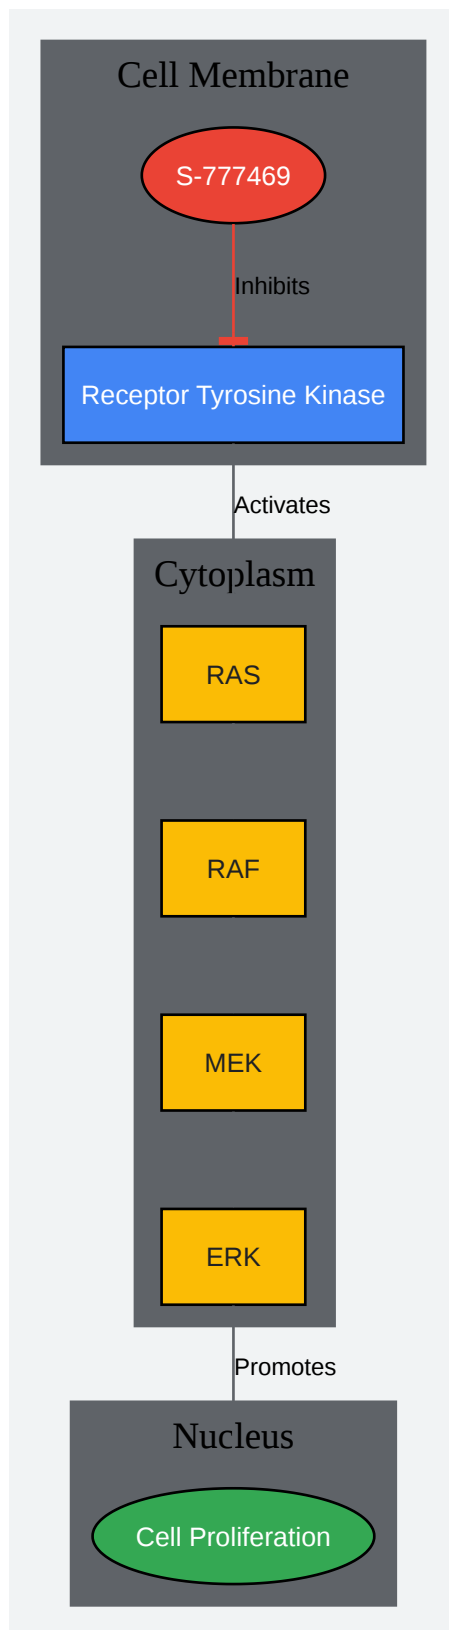 Cell Membrane
S-777469
Inhibits
Receptor Tyrosine Kinase
Activates
Cytoplasm
RAS
RAF
MEK
ERK
Promotes
Nucleus
Cell Proliferation